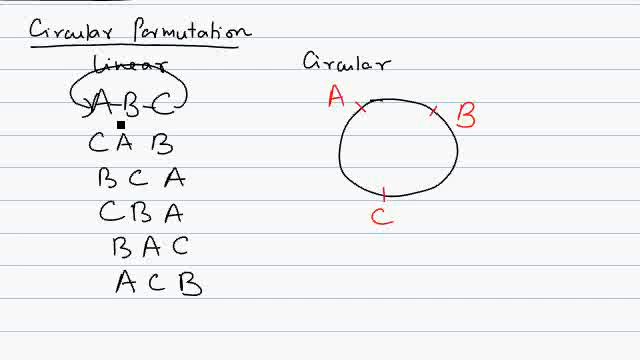 Circular Permutation
Linear
A B C
C A B
B C A
C B A
B A C
A C B
Circular
A
B
C